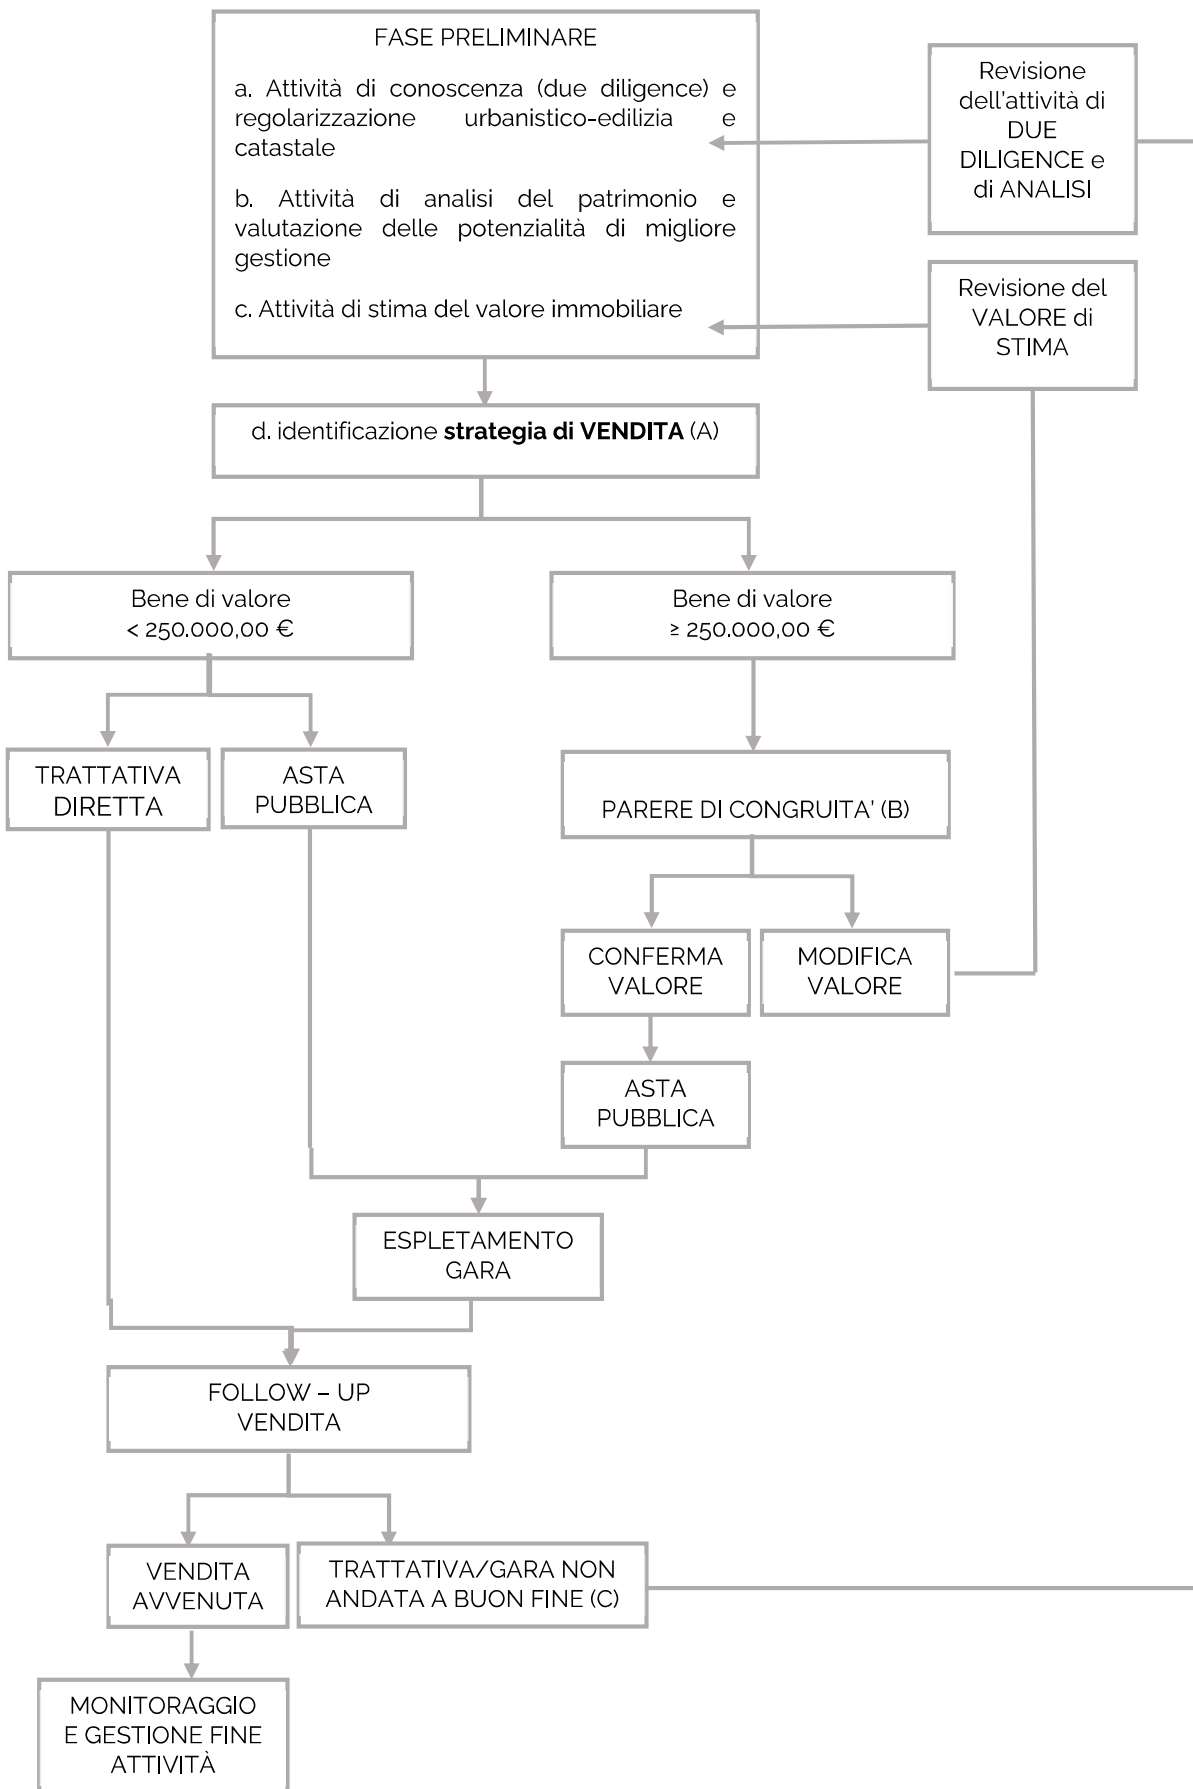 FASE PRELIMINARE
a. Attività di conoscenza (due diligence) e
regolarizzazione urbanistico-edilizia e
catastale
b. Attività di analisi del patrimonio e
valutazione delle potenzialità di migliore
gestione
c. Attività di stima del valore immobiliare
Revisione
dell'attività di
DUE
DILIGENCE e
di ANALISI
Revisione del
VALORE di
STIMA
d. identificazione strategia di VENDITA (A)
Bene di valore
< 250.000,00 €
Bene di valore
≥ 250.000,00 €
TRATTATIVA
DIRETTA
ASTA
PUBBLICA
PARERE DI CONGRUITA' (B)
CONFERMA
VALORE
MODIFICA
VALORE
ASTA
PUBBLICA
ESPLETAMENTO
GARA
FOLLOW – UP
VENDITA
VENDITA
AVVENUTA
TRATTATIVA/GARA NON
ANDATA A BUON FINE (C)
MONITORAGGIO
E GESTIONE FINE
ATTIVITÀ